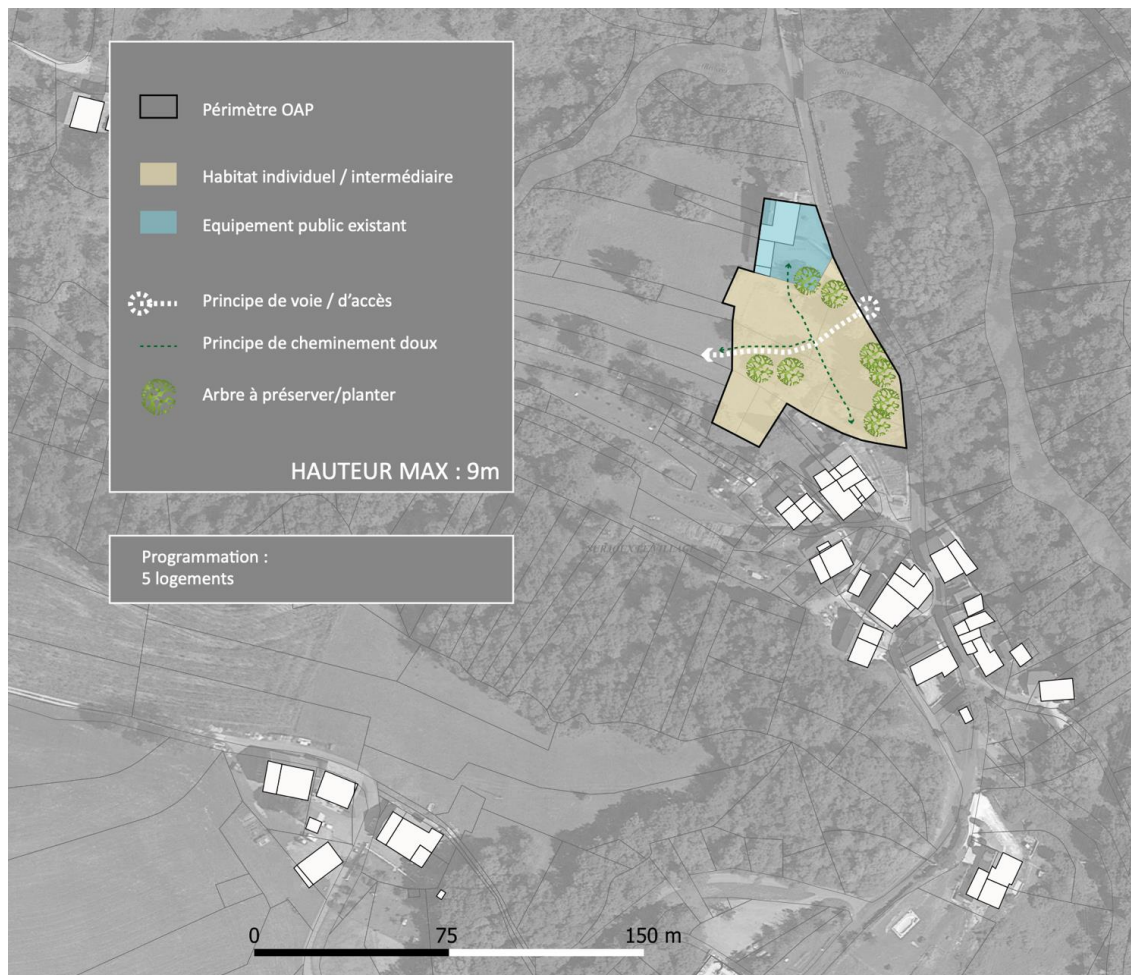 Périmètre OAP
Habitat individuel / intermédiaire
Equipement public existant
Principe de voie / d'accès
Principe de cheminement doux
Arbre à préserver/planter
HAUTEUR MAX : 9m
Programmation :
5 logements
0 75 150 m